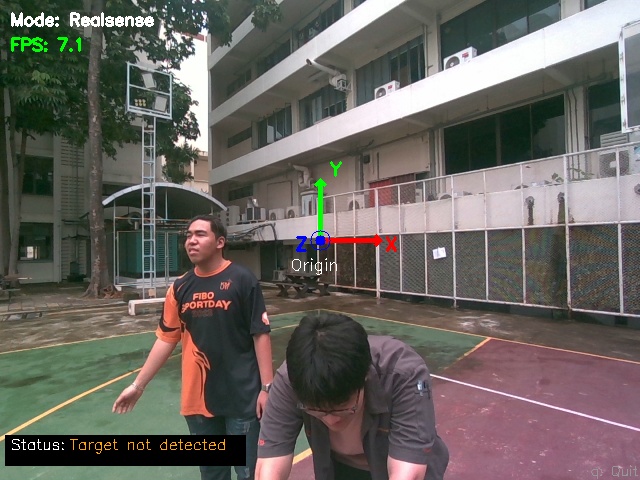 Mode: Realsense
FPS: 7.1
Y
Z
X
Origin
FIBO
SPORTDAY
Status: Target not detected
q: Quit